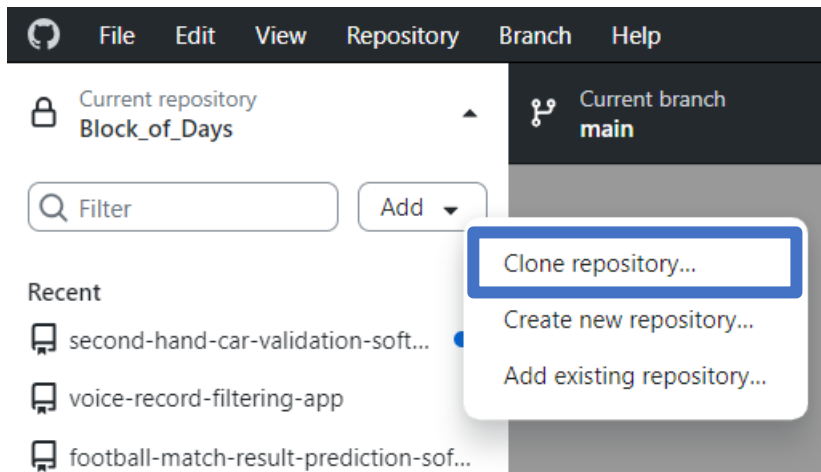 File Edit View Repository Branch Help
Current repository
Block_of_Days
Current branch
main
Filter
Add
Clone repository...
Create new repository...
Add existing repository...
Recent
second-hand-car-validation-soft...
voice-record-filtering-app
football-match-result-prediction-sof...